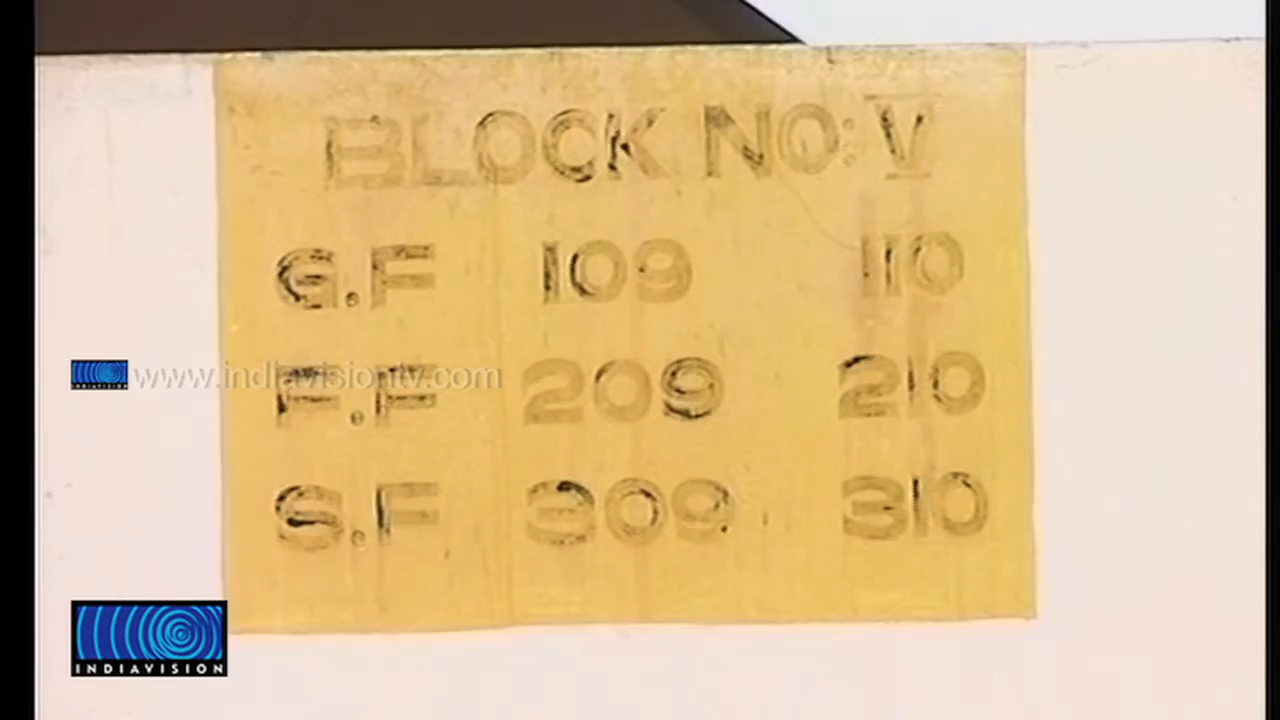 BLOCK NO: V
G.F 109 110
www.indiavisiontv.com
F.F 209 210
S.F 309 310
INDIAVISION